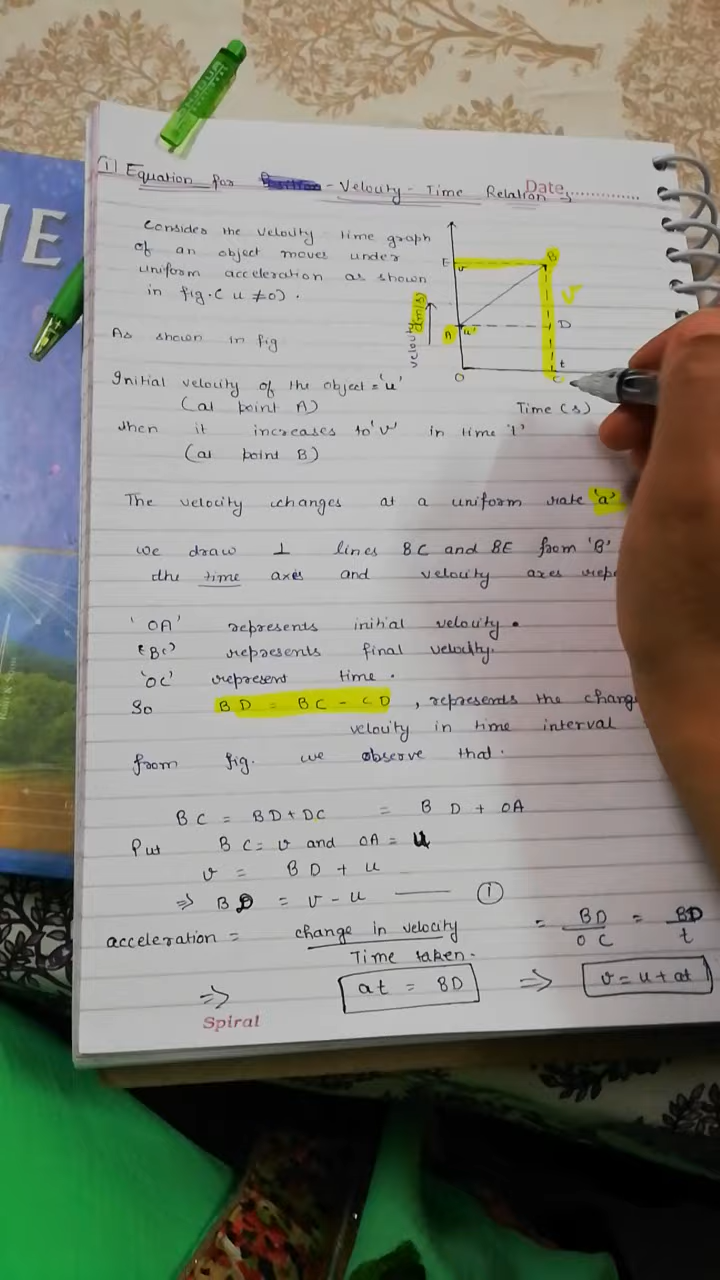 ① Equation for - Velocity - Time Relation ;
Date..............
Consider the velocity time graph
of an object moves under
uniform acceleration as shown
in fig. ( u ≠ 0 ) .
As shown in fig
E
v
B
v
velocity (m/s)
A
'u'
D
O
t
C
Time (s)
Initial velocity of the object = 'u'
(at point A)
then it increases to 'v' in time 't'
(at point B)
The velocity changes at a uniform rate 'a'
we draw ⊥ lines BC and BE from 'B'
the time axes and velocity axes
'OA' represents initial velocity .
'BC' represents final velocity.
'OC' represent time .
So BD = BC - CD , represents the
velocity in time interval
from fig. we observe that .
BC = BD + DC = BD + OA
Put BC = v and OA = u
v = BD + u
⇒ BD = v - u ——— ①
acceleration = change in velocity / Time taken. = BD / OC = BD / t
⇒ at = BD ⇒ v = u + at
Spiral